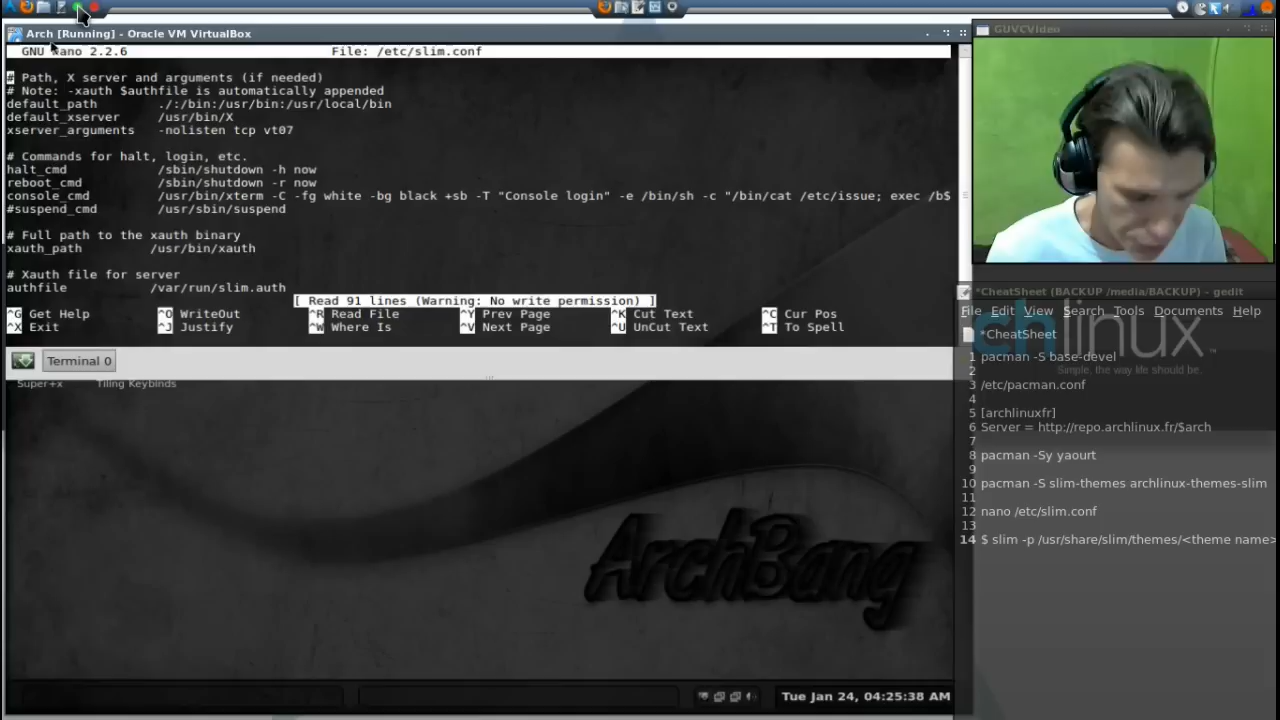 Arch [Running] - Oracle VM VirtualBox
GNU nano 2.2.6 File: /etc/slim.conf
# Path, X server and arguments (if needed)
# Note: -xauth $authfile is automatically appended
default_path ./:/bin:/usr/bin:/usr/local/bin
default_xserver /usr/bin/X
xserver_arguments -nolisten tcp vt07
# Commands for halt, login, etc.
halt_cmd /sbin/shutdown -h now
reboot_cmd /sbin/shutdown -r now
console_cmd /usr/bin/xterm -C -fg white -bg black +sb -T "Console login" -e /bin/sh -c "/bin/cat /etc/issue; exec /b$
#suspend_cmd /usr/sbin/suspend
# Full path to the xauth binary
xauth_path /usr/bin/xauth
# Xauth file for server
authfile /var/run/slim.auth
[ Read 91 lines (Warning: No write permission) ]
^G Get Help ^O WriteOut ^R Read File ^Y Prev Page ^K Cut Text ^C Cur Pos
^X Exit ^J Justify ^W Where Is ^V Next Page ^U UnCut Text ^T To Spell
Terminal 0
Super+x Tiling Keybinds
ArchBang
Tue Jan 24, 04:25:38 AM
GUVCVideo
*CheatSheet (BACKUP /media/BACKUP) - gedit
File Edit View Search Tools Documents Help
chlinux
™
*CheatSheet
1 pacman -S base-devel
Simple, the way life should be.
2
3 /etc/pacman.conf
4
5 [archlinuxfr]
6 Server = http://repo.archlinux.fr/$arch
7
8 pacman -Sy yaourt
9
10 pacman -S slim-themes archlinux-themes-slim
11
12 nano /etc/slim.conf
13
14 $ slim -p /usr/share/slim/themes/<theme name>